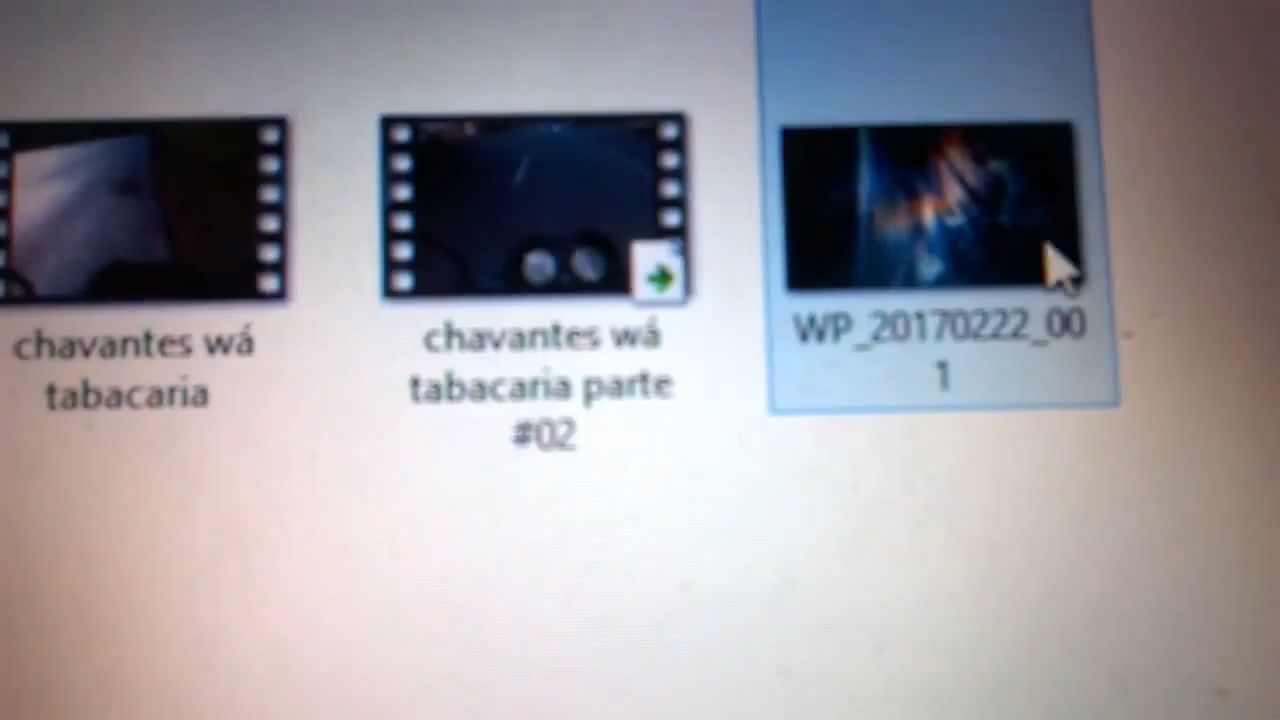 chavantes wá
tabacaria
chavantes wá
tabacaria parte
#02
WP_20170222_00
1